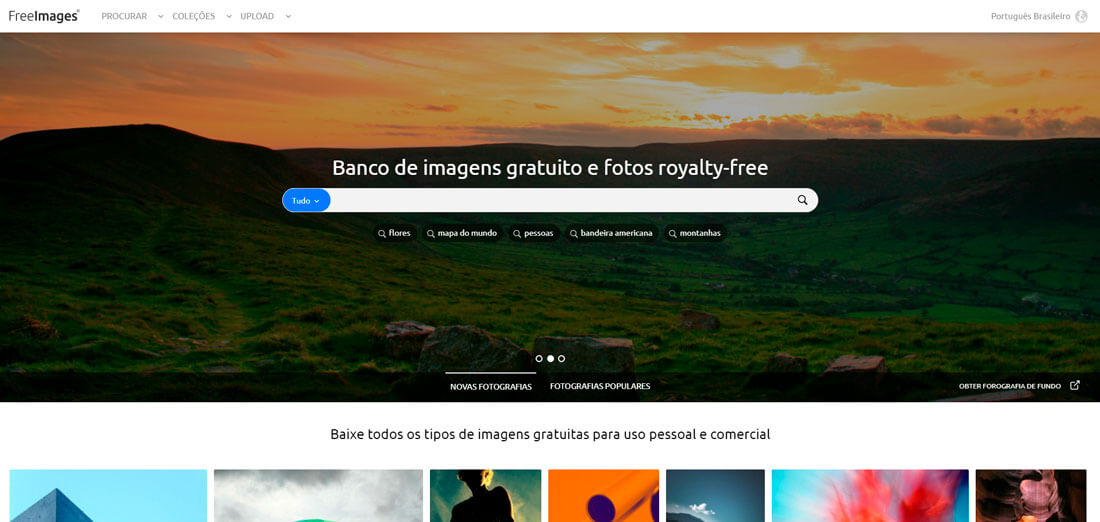 FreeImages®
PROCURAR COLEÇÕES UPLOAD
Português Brasileiro
Banco de imagens gratuito e fotos royalty-free
Tudo
flores mapa do mundo pessoas bandeira americana montanhas
NOVAS FOTOGRAFIAS FOTOGRAFIAS POPULARES
OBTER FOROGRAFIA DE FUNDO
Baixe todos os tipos de imagens gratuitas para uso pessoal e comercial